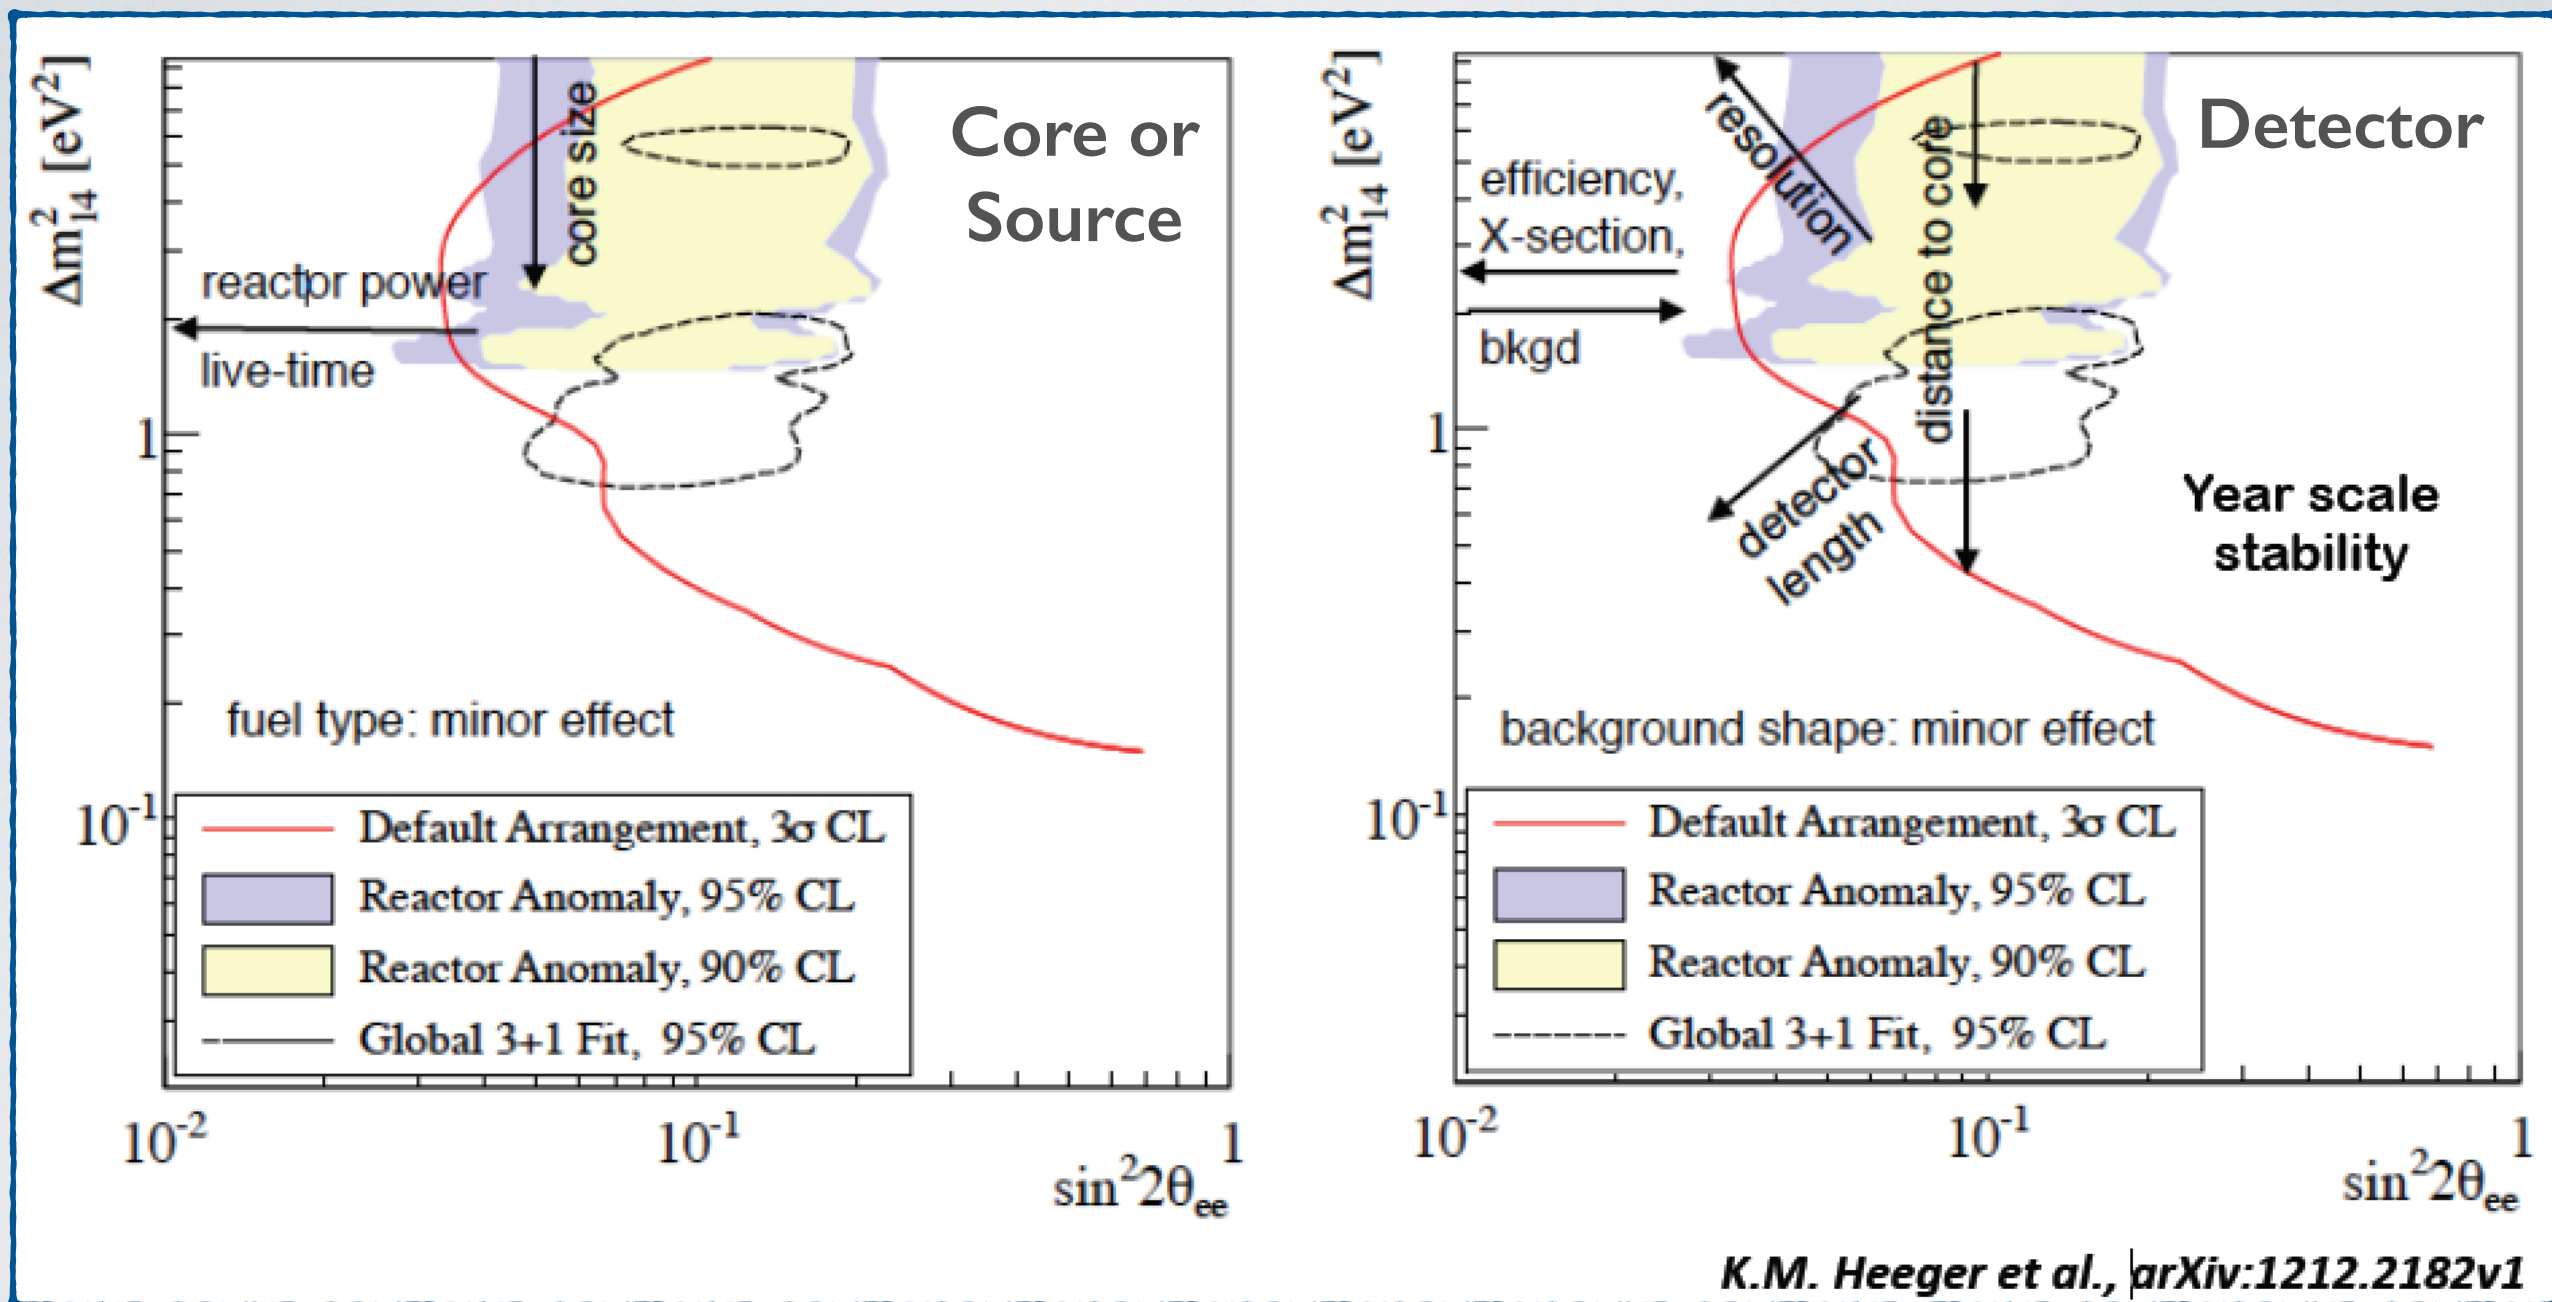 Δm²₁₄ [eV²]
Core or
Source
core size
reactor power
live-time
1
fuel type: minor effect
10⁻¹
Default Arrangement, 3σ CL
Reactor Anomaly, 95% CL
Reactor Anomaly, 90% CL
Global 3+1 Fit, 95% CL
10⁻² 10⁻¹ 1
sin²2θₑₑ
Δm²₁₄ [eV²]
Detector
resolution
efficiency,
X-section,
bkgd
distance to core
1
detector
length
Year scale
stability
background shape: minor effect
10⁻¹
Default Arrangement, 3σ CL
Reactor Anomaly, 95% CL
Reactor Anomaly, 90% CL
Global 3+1 Fit, 95% CL
10⁻² 10⁻¹ 1
sin²2θₑₑ
K.M. Heeger et al., arXiv:1212.2182v1